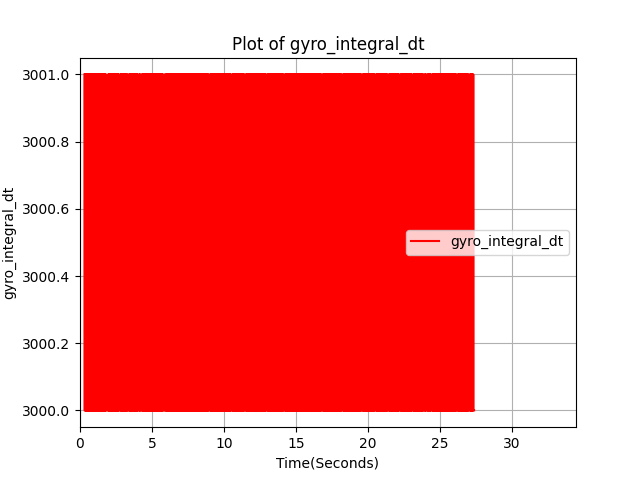 Plot of gyro_integral_dt
3001.0
3000.8
3000.6
3000.4
3000.2
3000.0
gyro_integral_dt
gyro_integral_dt
0 5 10 15 20 25 30
Time(Seconds)